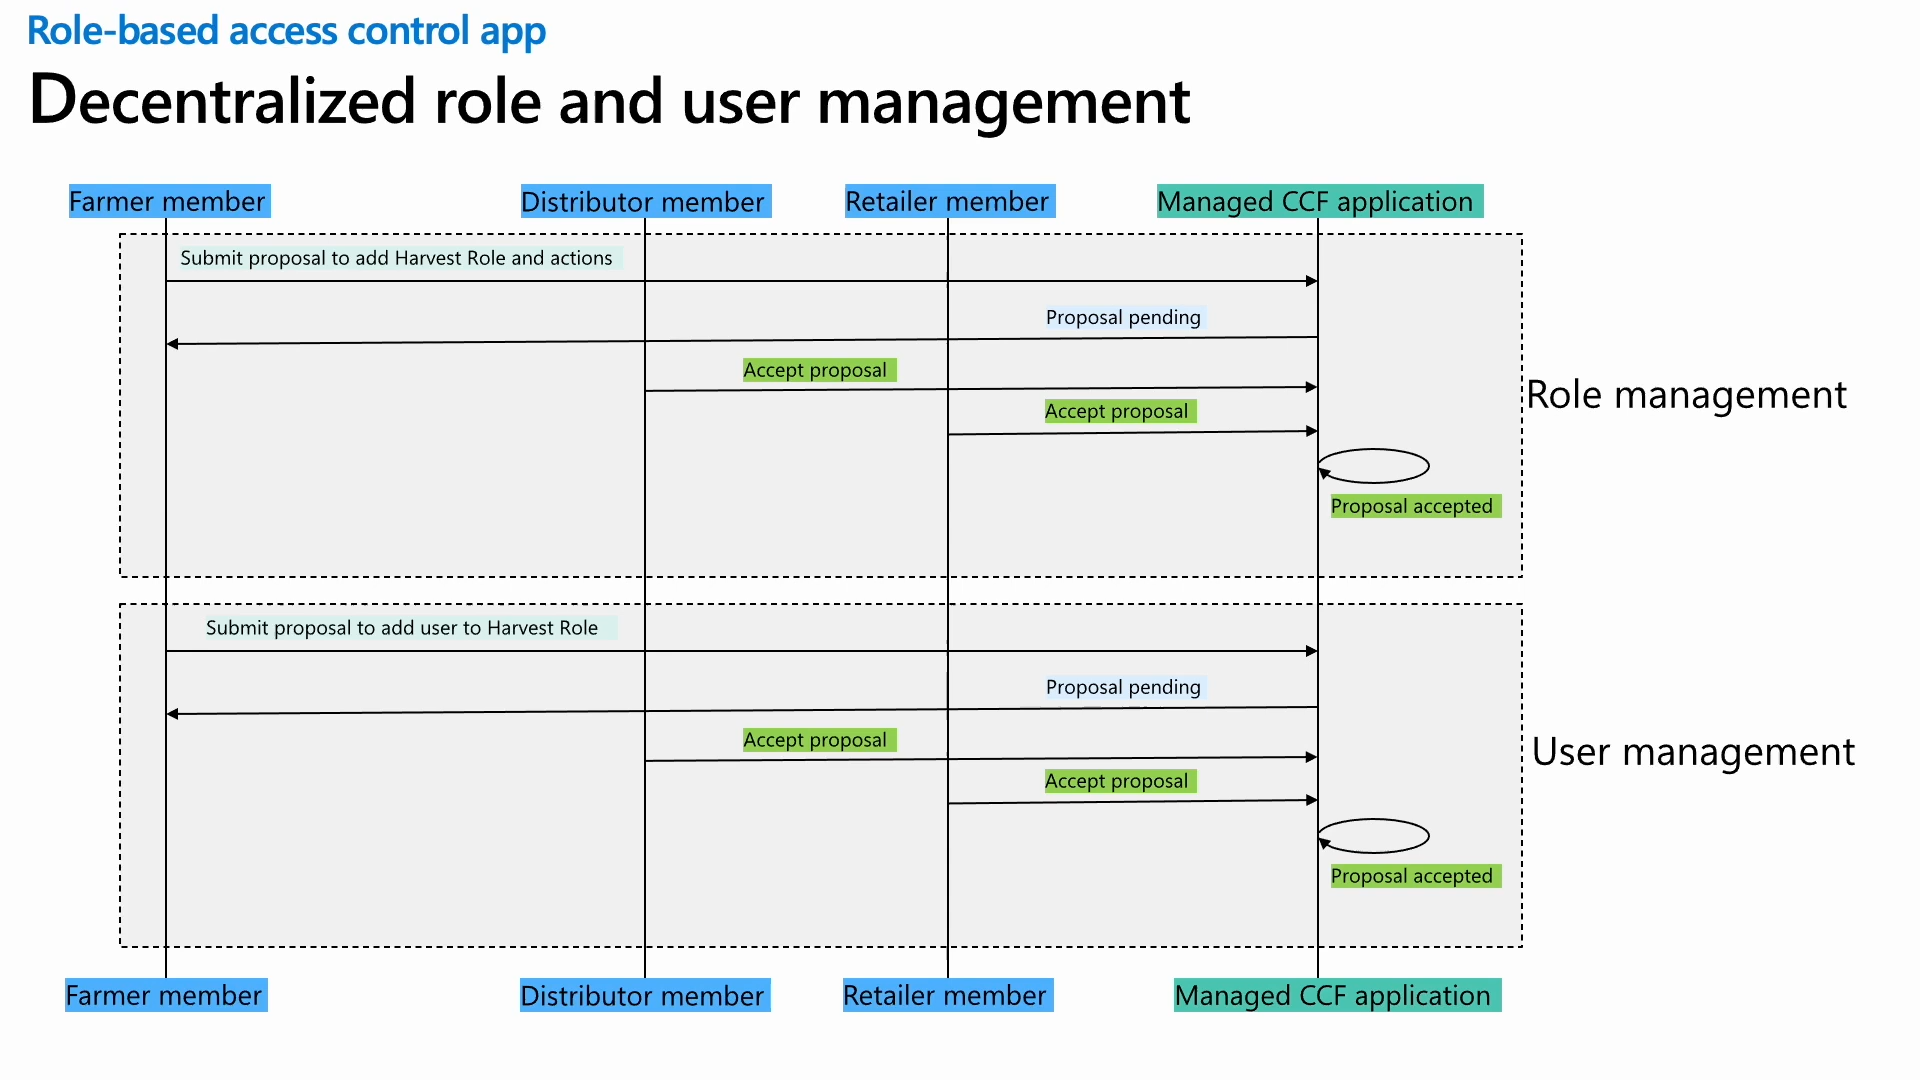 Role-based access control app
Decentralized role and user management
Farmer member
Distributor member
Retailer member
Managed CCF application
Submit proposal to add Harvest Role and actions
Proposal pending
Accept proposal
Accept proposal
Proposal accepted
Role management
Submit proposal to add user to Harvest Role
Proposal pending
Accept proposal
Accept proposal
Proposal accepted
User management
Farmer member
Distributor member
Retailer member
Managed CCF application